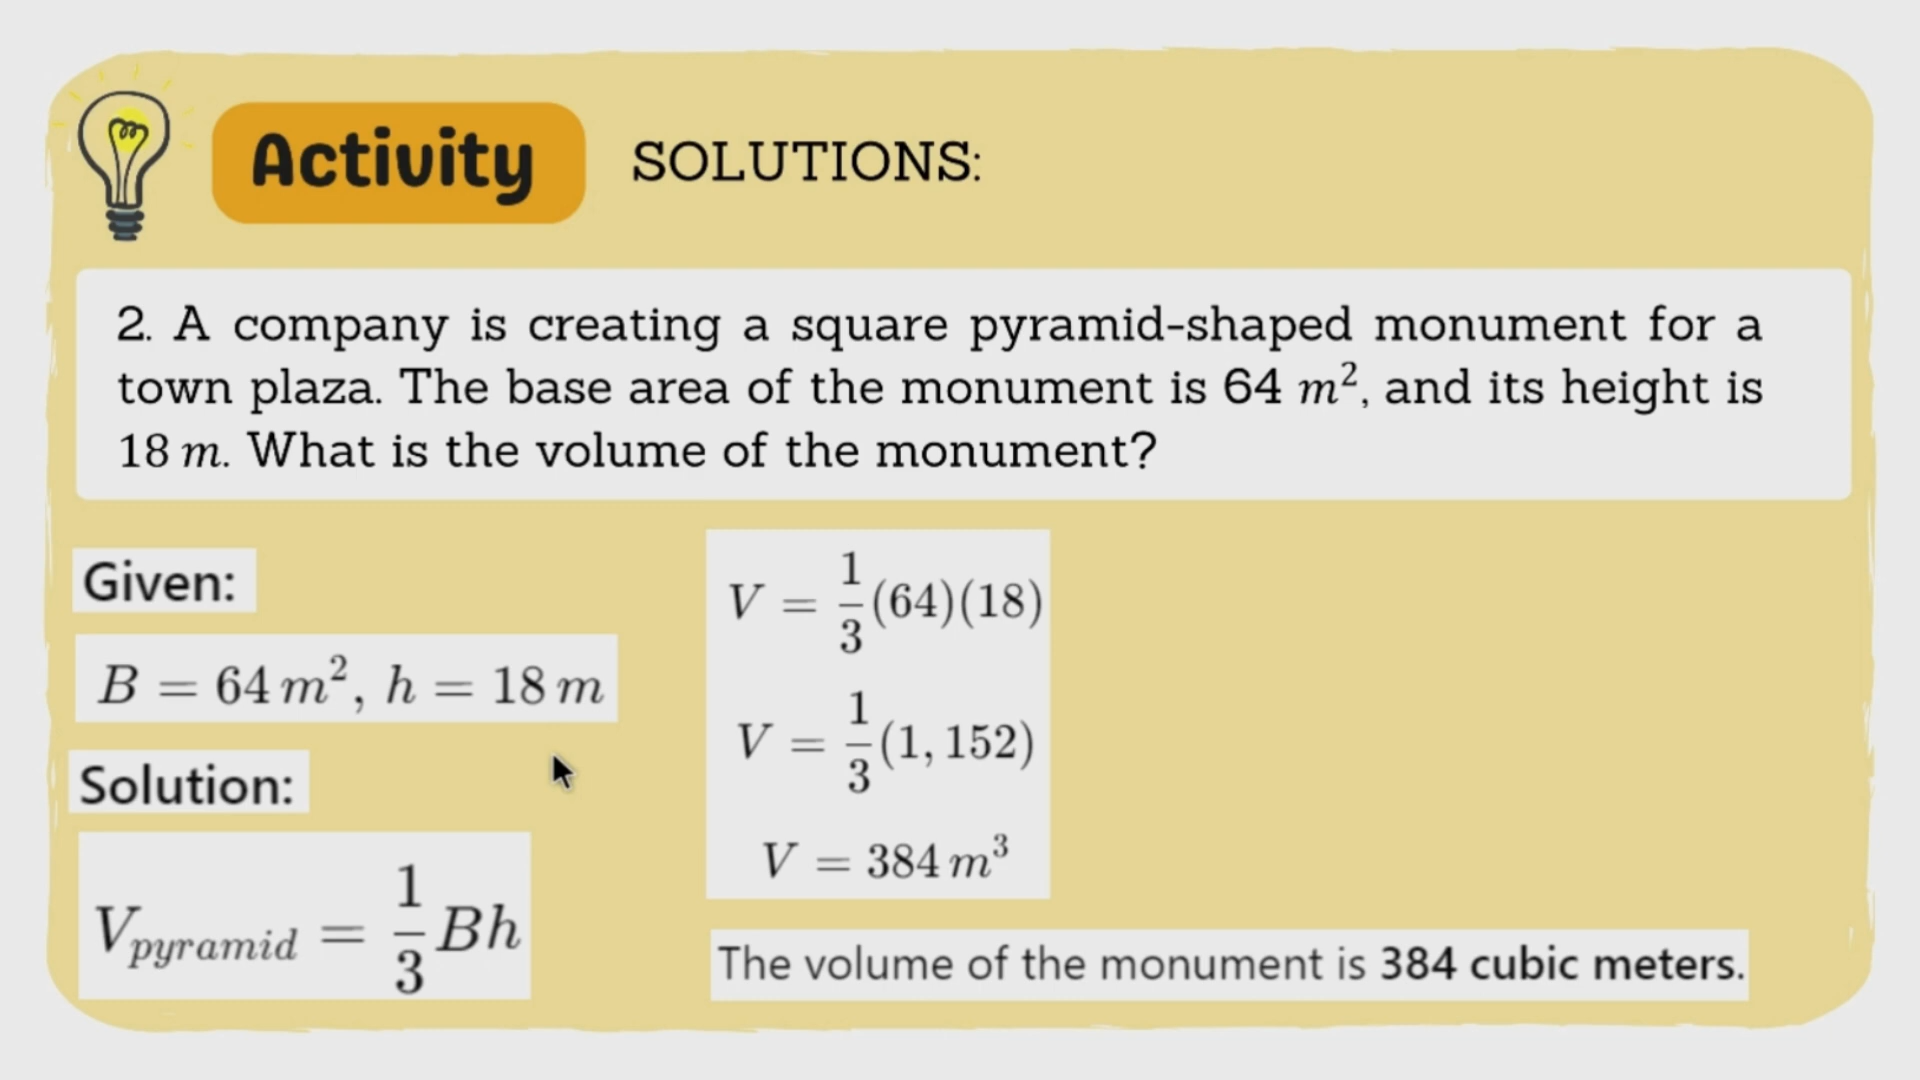 Activity
SOLUTIONS:
2. A company is creating a square pyramid-shaped monument for a
town plaza. The base area of the monument is 64 m², and its height is
18 m. What is the volume of the monument?
Given:
B = 64 m², h = 18 m
Solution:
V_pyramid = 1/3 Bh
V = 1/3 (64)(18)
V = 1/3 (1, 152)
V = 384 m³
The volume of the monument is 384 cubic meters.